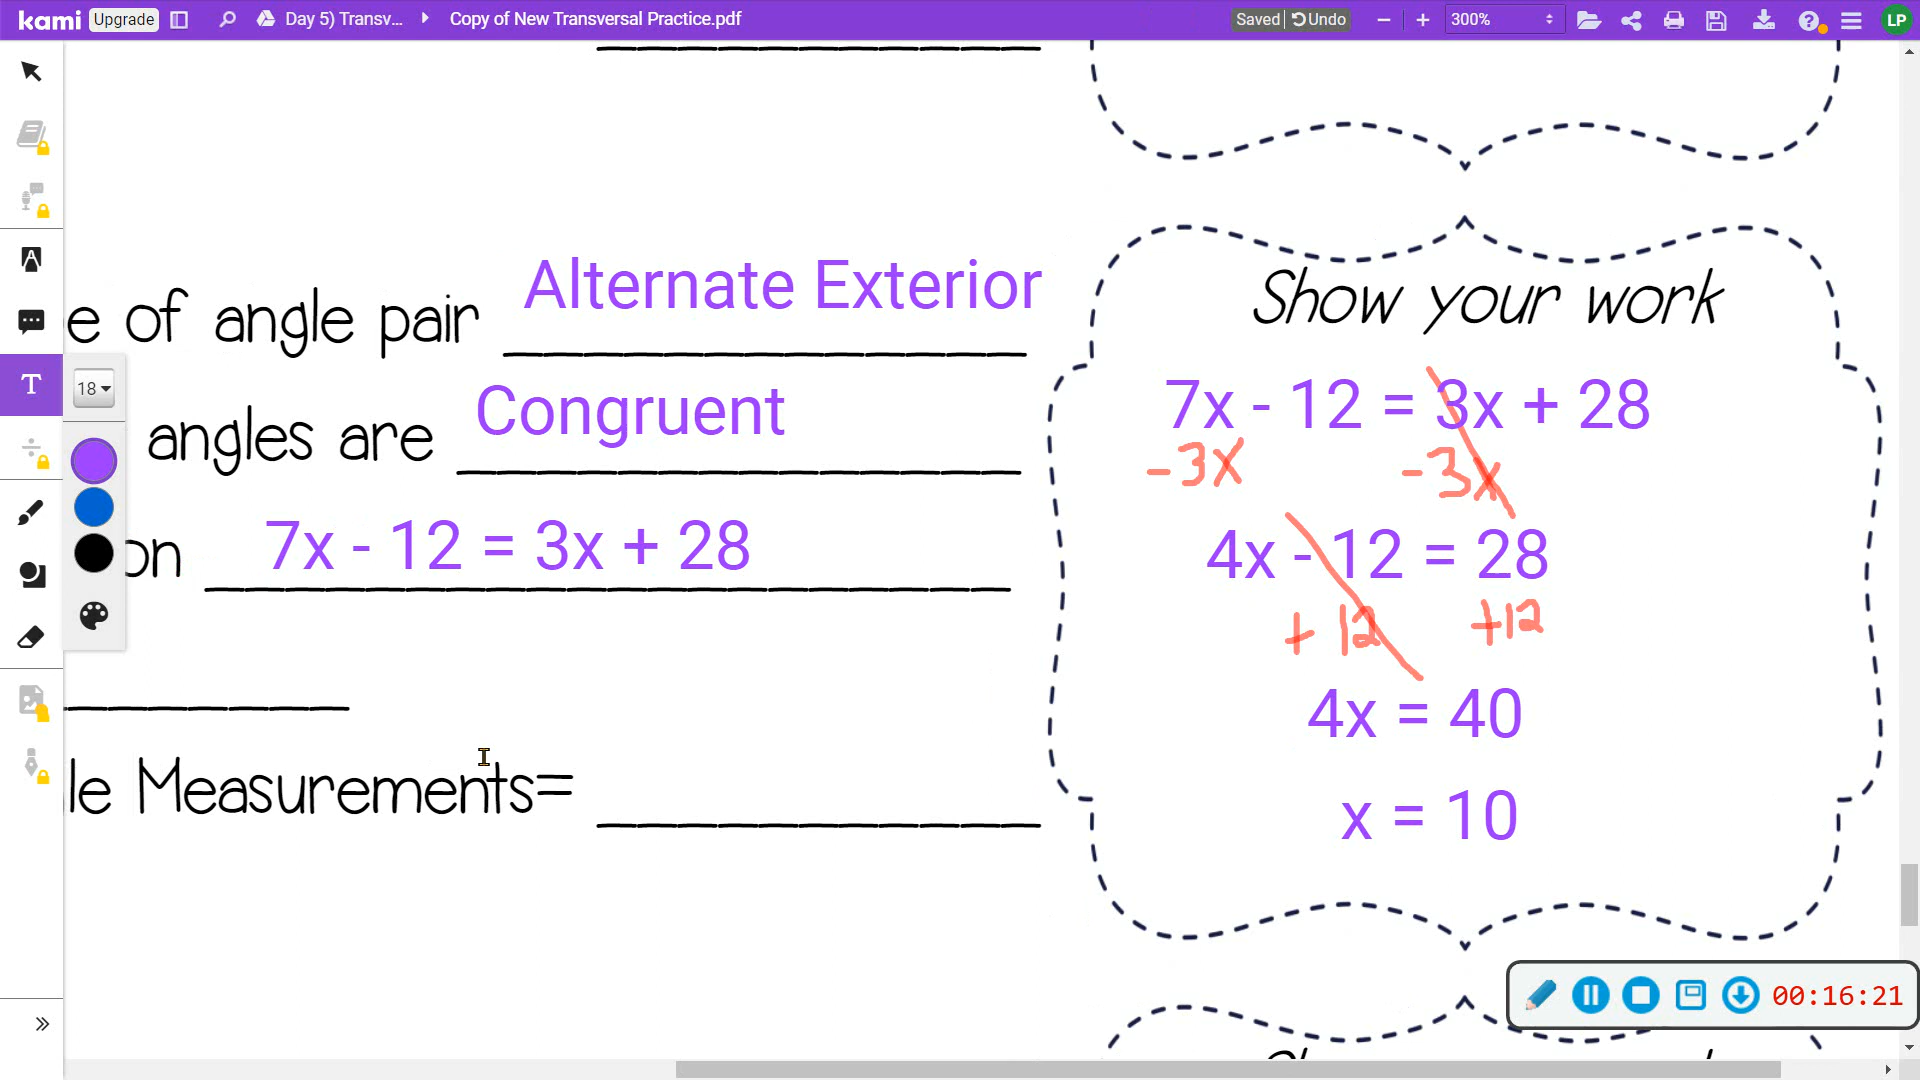 kami Upgrade Day 5) Transv... Copy of New Transversal Practice.pdf Saved Undo 300% LP
Alternate Exterior
e of angle pair
Congruent
angles are
7x - 12 = 3x + 28
on
le Measurements=
18
T
Show your work
7x - 12 = 3x + 28
-3x -3x
4x - 12 = 28
+ 12 +12
4x = 40
x = 10
00:16:21